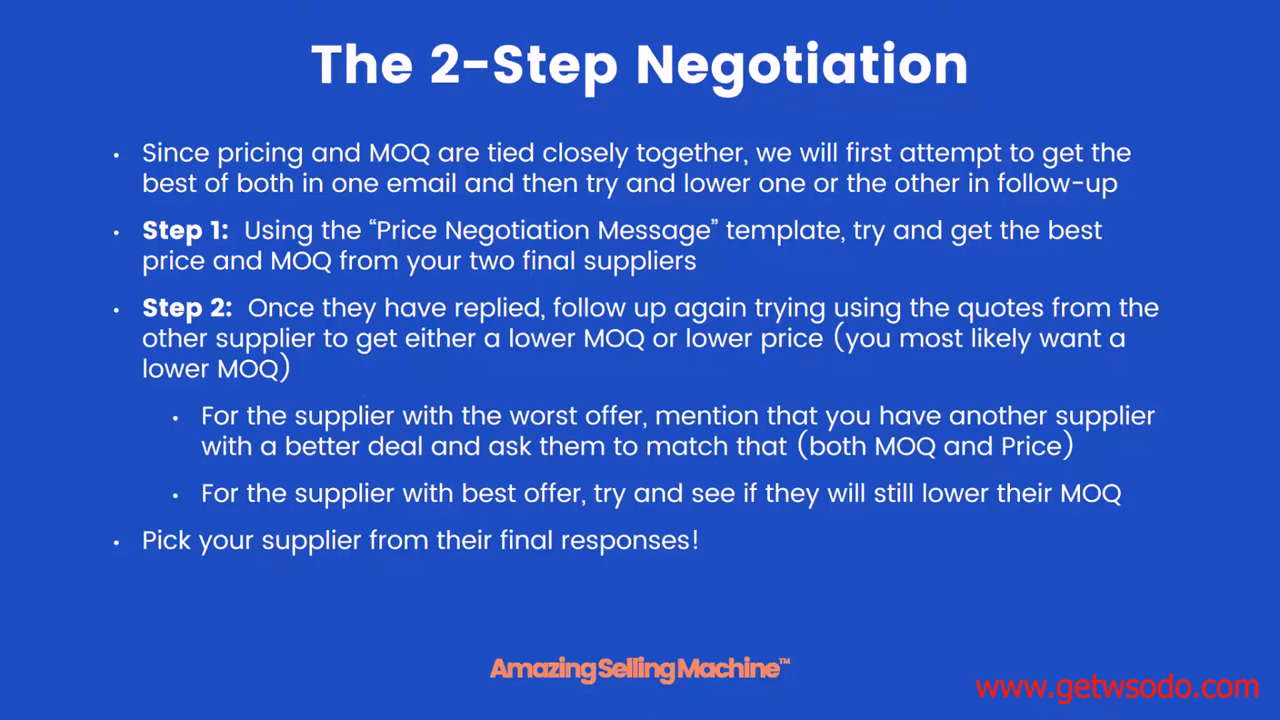 The 2-Step Negotiation
• Since pricing and MOQ are tied closely together, we will first attempt to get the
best of both in one email and then try and lower one or the other in follow-up
• Step 1: Using the “Price Negotiation Message” template, try and get the best
price and MOQ from your two final suppliers
• Step 2: Once they have replied, follow up again trying using the quotes from the
other supplier to get either a lower MOQ or lower price (you most likely want a
lower MOQ)
• For the supplier with the worst offer, mention that you have another supplier
with a better deal and ask them to match that (both MOQ and Price)
• For the supplier with best offer, try and see if they will still lower their MOQ
• Pick your supplier from their final responses!
Amazing Selling Machine™
www.getwsodo.com